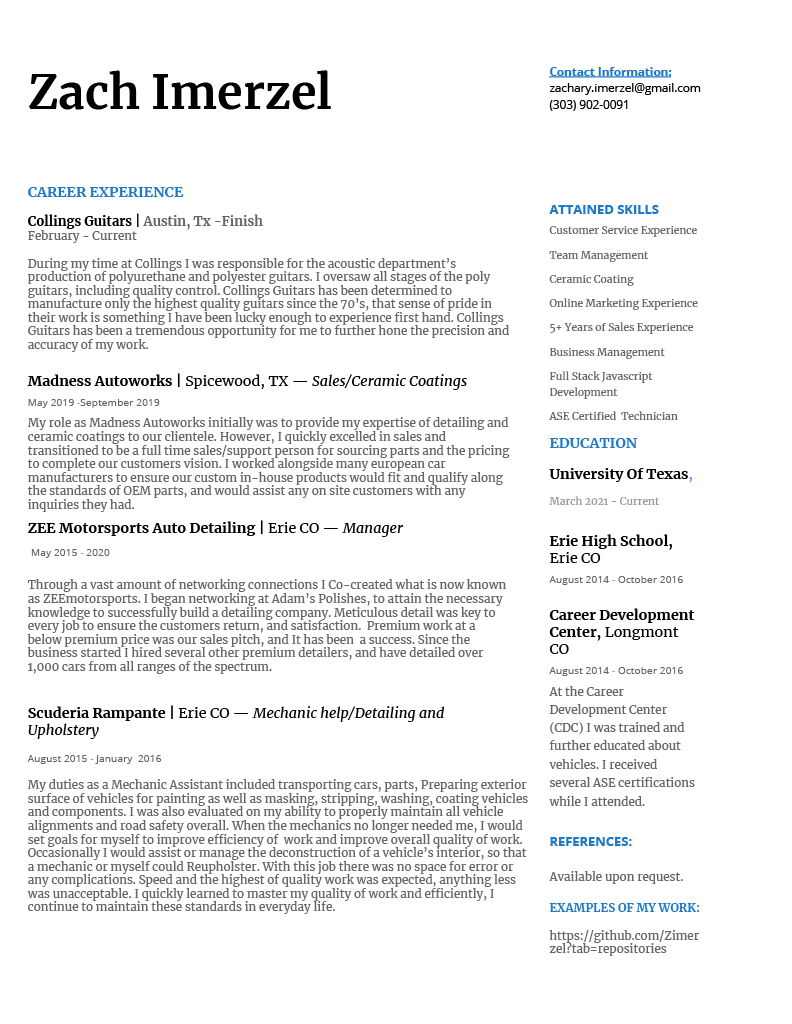 Zach Imerzel
Contact Information:
zachary.imerzel@gmail.com
(303) 902-0091
CAREER EXPERIENCE
Collings Guitars | Austin, Tx -Finish
February - Current
During my time at Collings I was responsible for the acoustic department's
production of polyurethane and polyester guitars. I oversaw all stages of the poly
guitars, including quality control. Collings Guitars has been determined to
manufacture only the highest quality guitars since the 70's, that sense of pride in
their work is something I have been lucky enough to experience first hand. Collings
Guitars has been a tremendous opportunity for me to further hone the precision and
accuracy of my work.
Madness Autoworks | Spicewood, TX — Sales/Ceramic Coatings
May 2019 -September 2019
My role as Madness Autoworks initially was to provide my expertise of detailing and
ceramic coatings to our clientele. However, I quickly excelled in sales and
transitioned to be a full time sales/support person for sourcing parts and the pricing
to complete our customers vision. I worked alongside many european car
manufacturers to ensure our custom in-house products would fit and qualify along
the standards of OEM parts, and would assist any on site customers with any
inquiries they had.
ZEE Motorsports Auto Detailing | Erie CO — Manager
May 2015 - 2020
Through a vast amount of networking connections I Co-created what is now known
as ZEEmotorsports. I began networking at Adam's Polishes, to attain the necessary
knowledge to successfully build a detailing company. Meticulous detail was key to
every job to ensure the customers return, and satisfaction.  Premium work at a
below premium price was our sales pitch, and It has been  a success. Since the
business started I hired several other premium detailers, and have detailed over
1,000 cars from all ranges of the spectrum.
Scuderia Rampante | Erie CO — Mechanic help/Detailing and
Upholstery
August 2015 - January  2016
My duties as a Mechanic Assistant included transporting cars, parts, Preparing exterior
surface of vehicles for painting as well as masking, stripping, washing, coating vehicles
and components. I was also evaluated on my ability to properly maintain all vehicle
alignments and road safety overall. When the mechanics no longer needed me, I would
set goals for myself to improve efficiency of  work and improve overall quality of work.
Occasionally I would assist or manage the deconstruction of a vehicle's interior, so that
a mechanic or myself could Reupholster. With this job there was no space for error or
any complications. Speed and the highest of quality work was expected, anything less
was unacceptable. I quickly learned to master my quality of work and efficiently, I
continue to maintain these standards in everyday life.
ATTAINED SKILLS
Customer Service Experience
Team Management
Ceramic Coating
Online Marketing Experience
5+ Years of Sales Experience
Business Management
Full Stack Javascript
Development
ASE Certified  Technician
EDUCATION
University Of Texas,
March 2021 - Current
Erie High School,
Erie CO
August 2014 - October 2016
Career Development
Center, Longmont
CO
August 2014 - October 2016
At the Career
Development Center
(CDC) I was trained and
further educated about
vehicles. I received
several ASE certifications
while I attended.
REFERENCES:
Available upon request.
EXAMPLES OF MY WORK:
https://github.com/Zimer
zel?tab=repositories